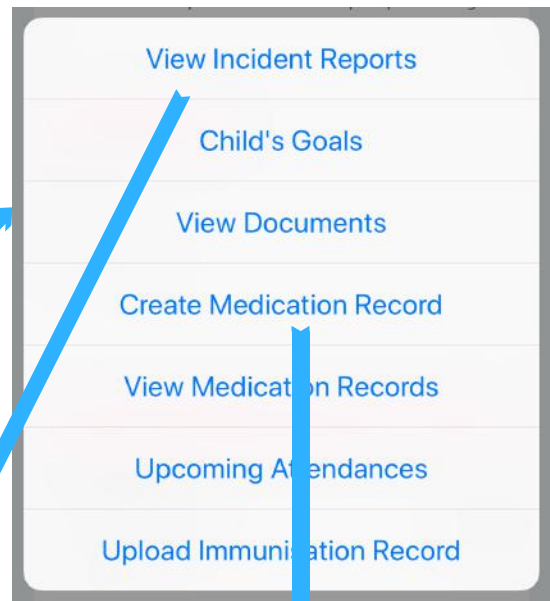 View Incident Reports
Child's Goals
View Documents
Create Medication Record
View Medication Records
Upcoming Attendances
Upload Immunisation Record